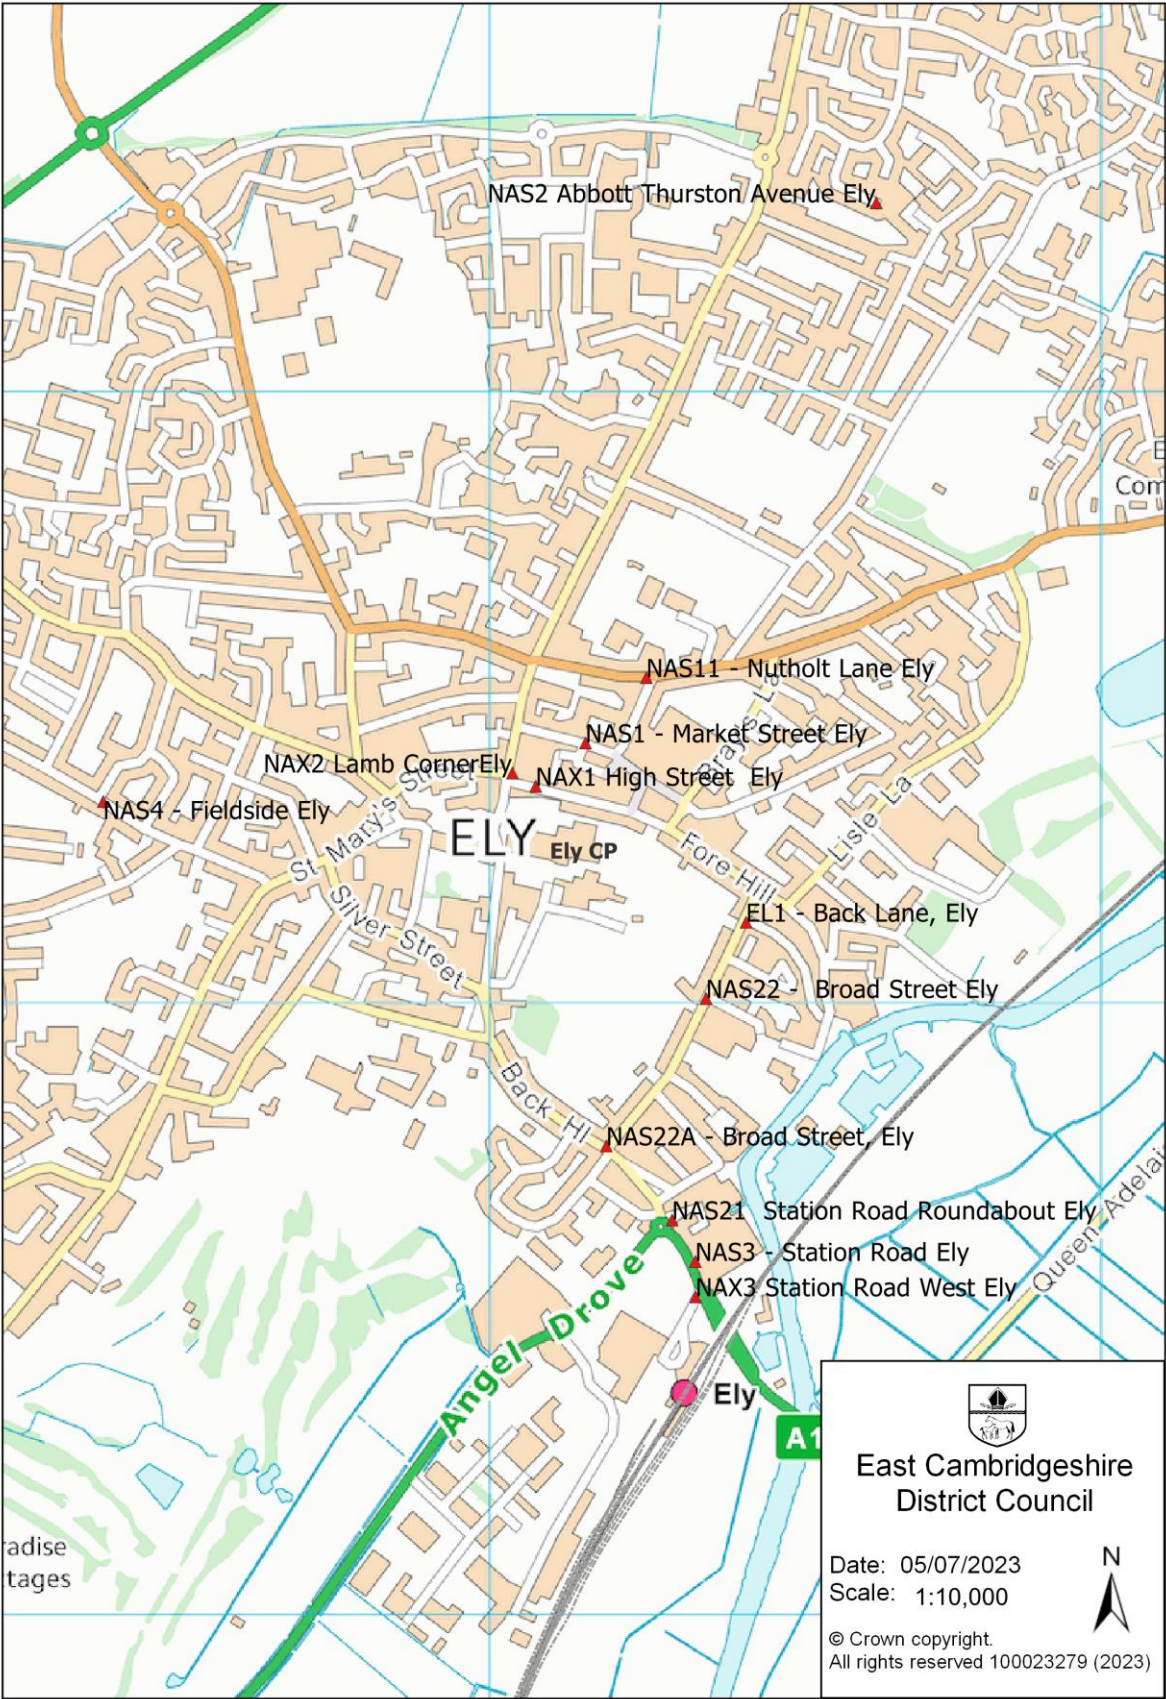 NAS2 Abbott Thurston Avenue Ely
Com
NAS11 - Nutholt Lane Ely
NAS1 - Market Street Ely
Brays La
NAX2 Lamb CornerEly
NAX1 High Street Ely
NAS4 - Fieldside Ely
St Mary's Street
ELY
Ely CP
Fore Hill
Lisle La
Silver Street
EL1 - Back Lane, Ely
NAS22 - Broad Street Ely
Back Hl
NAS22A - Broad Street, Ely
NAS21 Station Road Roundabout Ely
Queen Adelai
NAS3 - Station Road Ely
NAX3 Station Road West Ely
Angel Drove
Ely
A1
radise
ttages
East Cambridgeshire
District Council
Date: 05/07/2023
Scale: 1:10,000
N
© Crown copyright.
All rights reserved 100023279 (2023)